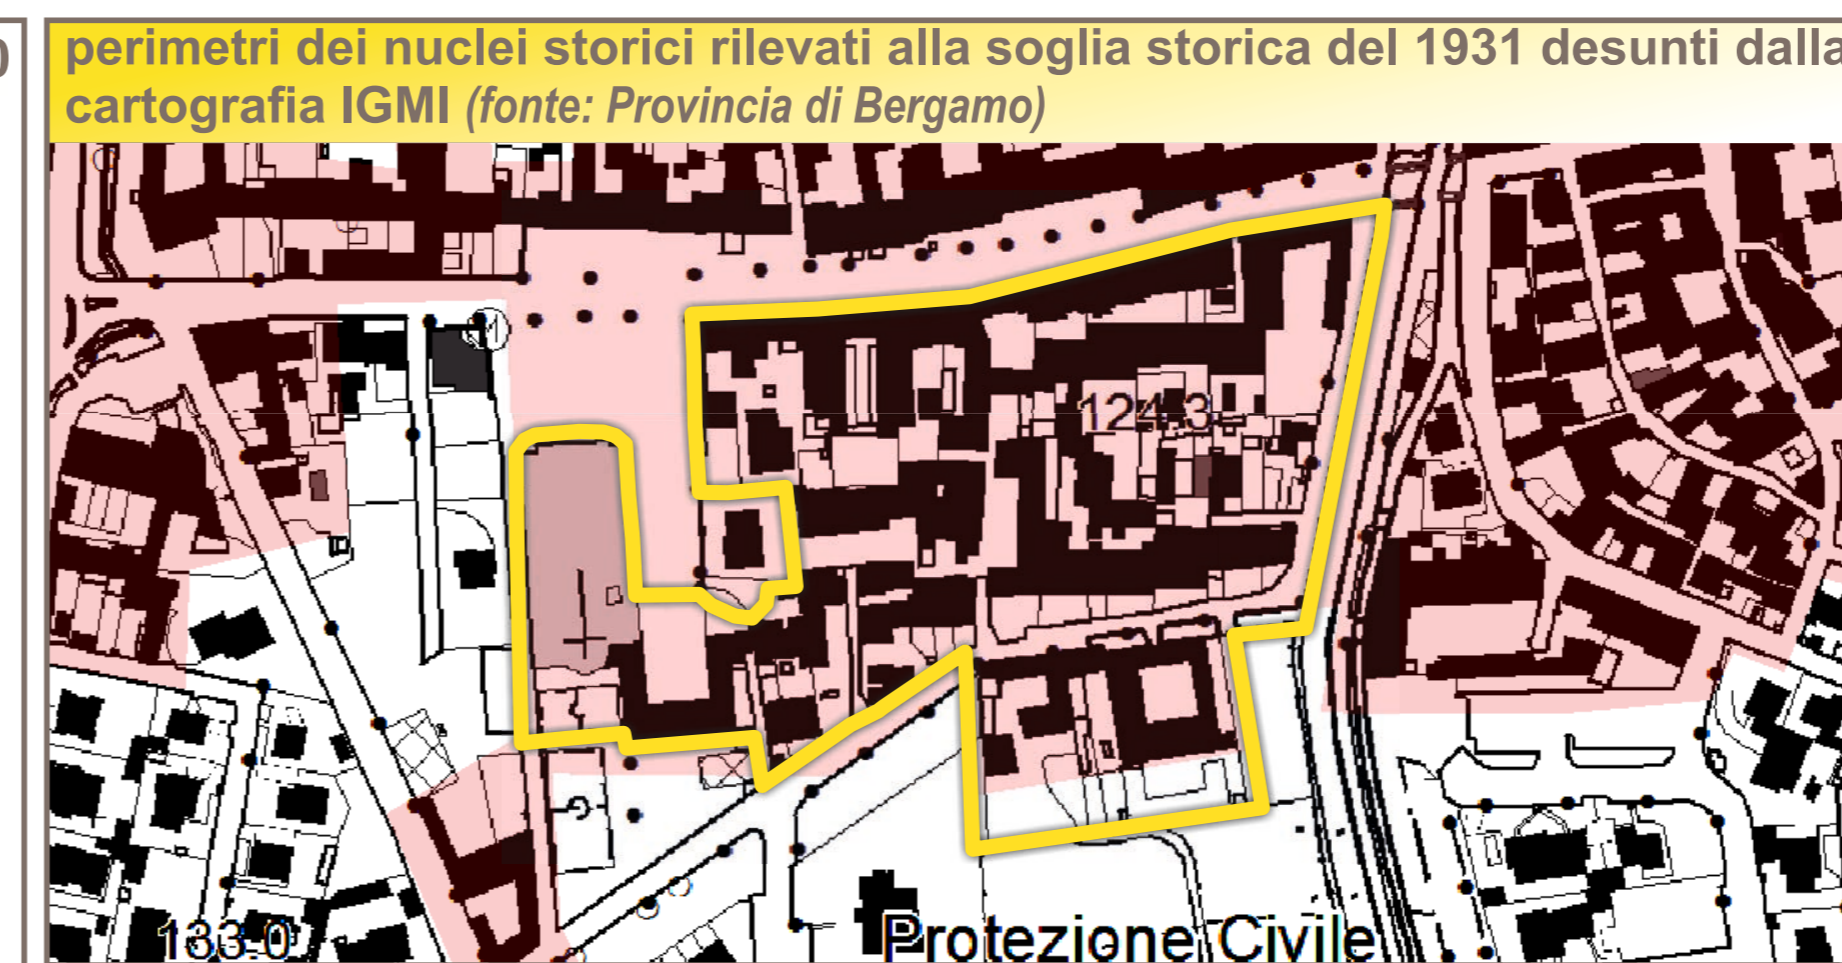 0
perimetri dei nuclei storici rilevati alla soglia storica del 1931 desunti dalla
cartografia IGMI (fonte: Provincia di Bergamo)
124.3
133.0
Protezione Civile